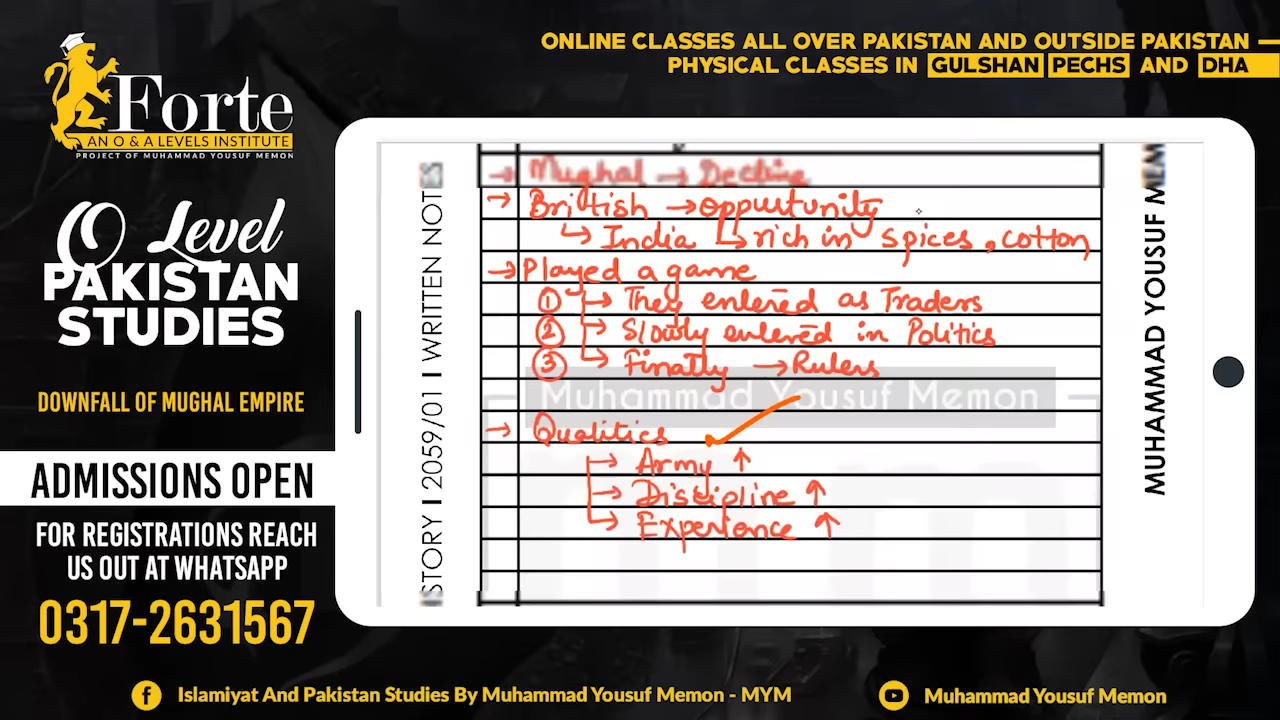 Forte
AN O & A LEVELS INSTITUTE
PROJECT OF MUHAMMAD YOUSUF MEMON
ONLINE CLASSES ALL OVER PAKISTAN AND OUTSIDE PAKISTAN
PHYSICAL CLASSES IN GULSHAN PECHS AND DHA
O Level
PAKISTAN
STUDIES
DOWNFALL OF MUGHAL EMPIRE
ADMISSIONS OPEN
FOR REGISTRATIONS REACH
US OUT AT WHATSAPP
0317-2631567
STORY I 2059/01 I WRITTEN NOTES
→ Mughal → Decline
→ Brittish → oppurtunity
↳ India ↳ rich in spices, cotton,
→ Played a game
① → They entered as Traders
② → Slowly entered in Politics
③ ↳ Finally → Rulers
Muhammad Yousuf Memon
→ Qualitics ✓
→ Army ↑
→ Discipline ↑
↳ Experience ↑
MUHAMMAD YOUSUF MEM
Islamiyat And Pakistan Studies By Muhammad Yousuf Memon - MYM
Muhammad Yousuf Memon